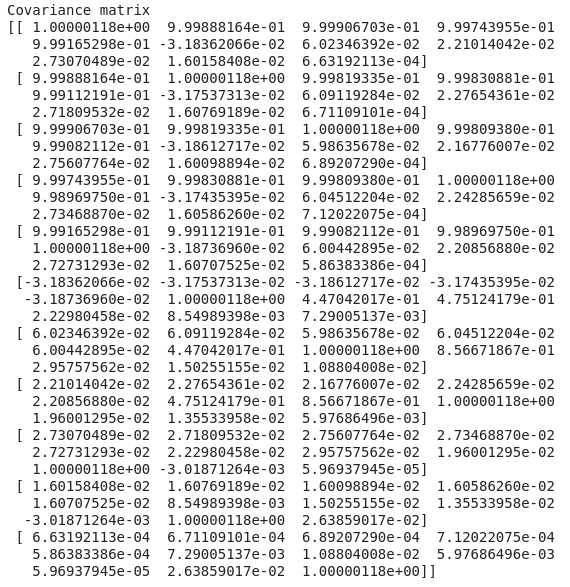 Covariance matrix
[[ 1.00000118e+00  9.99888164e-01  9.99906703e-01  9.99743955e-01
   9.99165298e-01 -3.18362066e-02  6.02346392e-02  2.21014042e-02
   2.73070489e-02  1.60158408e-02  6.63192113e-04]
 [ 9.99888164e-01  1.00000118e+00  9.99819335e-01  9.99830881e-01
   9.99112191e-01 -3.17537313e-02  6.09119284e-02  2.27654361e-02
   2.71809532e-02  1.60769189e-02  6.71109101e-04]
 [ 9.99906703e-01  9.99819335e-01  1.00000118e+00  9.99809380e-01
   9.99082112e-01 -3.18612717e-02  5.98635678e-02  2.16776007e-02
   2.75607764e-02  1.60098894e-02  6.89207290e-04]
 [ 9.99743955e-01  9.99830881e-01  9.99809380e-01  1.00000118e+00
   9.98969750e-01 -3.17435395e-02  6.04512204e-02  2.24285659e-02
   2.73468870e-02  1.60586260e-02  7.12022075e-04]
 [ 9.99165298e-01  9.99112191e-01  9.99082112e-01  9.98969750e-01
   1.00000118e+00 -3.18736960e-02  6.00442895e-02  2.20856880e-02
   2.72731293e-02  1.60707525e-02  5.86383386e-04]
 [-3.18362066e-02 -3.17537313e-02 -3.18612717e-02 -3.17435395e-02
  -3.18736960e-02  1.00000118e+00  4.47042017e-01  4.75124179e-01
   2.22980458e-02  8.54989398e-03  7.29005137e-03]
 [ 6.02346392e-02  6.09119284e-02  5.98635678e-02  6.04512204e-02
   6.00442895e-02  4.47042017e-01  1.00000118e+00  8.56671867e-01
   2.95757562e-02  1.50255155e-02  1.08804008e-02]
 [ 2.21014042e-02  2.27654361e-02  2.16776007e-02  2.24285659e-02
   2.20856880e-02  4.75124179e-01  8.56671867e-01  1.00000118e+00
   1.96001295e-02  1.35533958e-02  5.97686496e-03]
 [ 2.73070489e-02  2.71809532e-02  2.75607764e-02  2.73468870e-02
   2.72731293e-02  2.22980458e-02  2.95757562e-02  1.96001295e-02
   1.00000118e+00 -3.01871264e-03  5.96937945e-05]
 [ 1.60158408e-02  1.60769189e-02  1.60098894e-02  1.60586260e-02
   1.60707525e-02  8.54989398e-03  1.50255155e-02  1.35533958e-02
  -3.01871264e-03  1.00000118e+00  2.63859017e-02]
 [ 6.63192113e-04  6.71109101e-04  6.89207290e-04  7.12022075e-04
   5.86383386e-04  7.29005137e-03  1.08804008e-02  5.97686496e-03
   5.96937945e-05  2.63859017e-02  1.00000118e+00]]